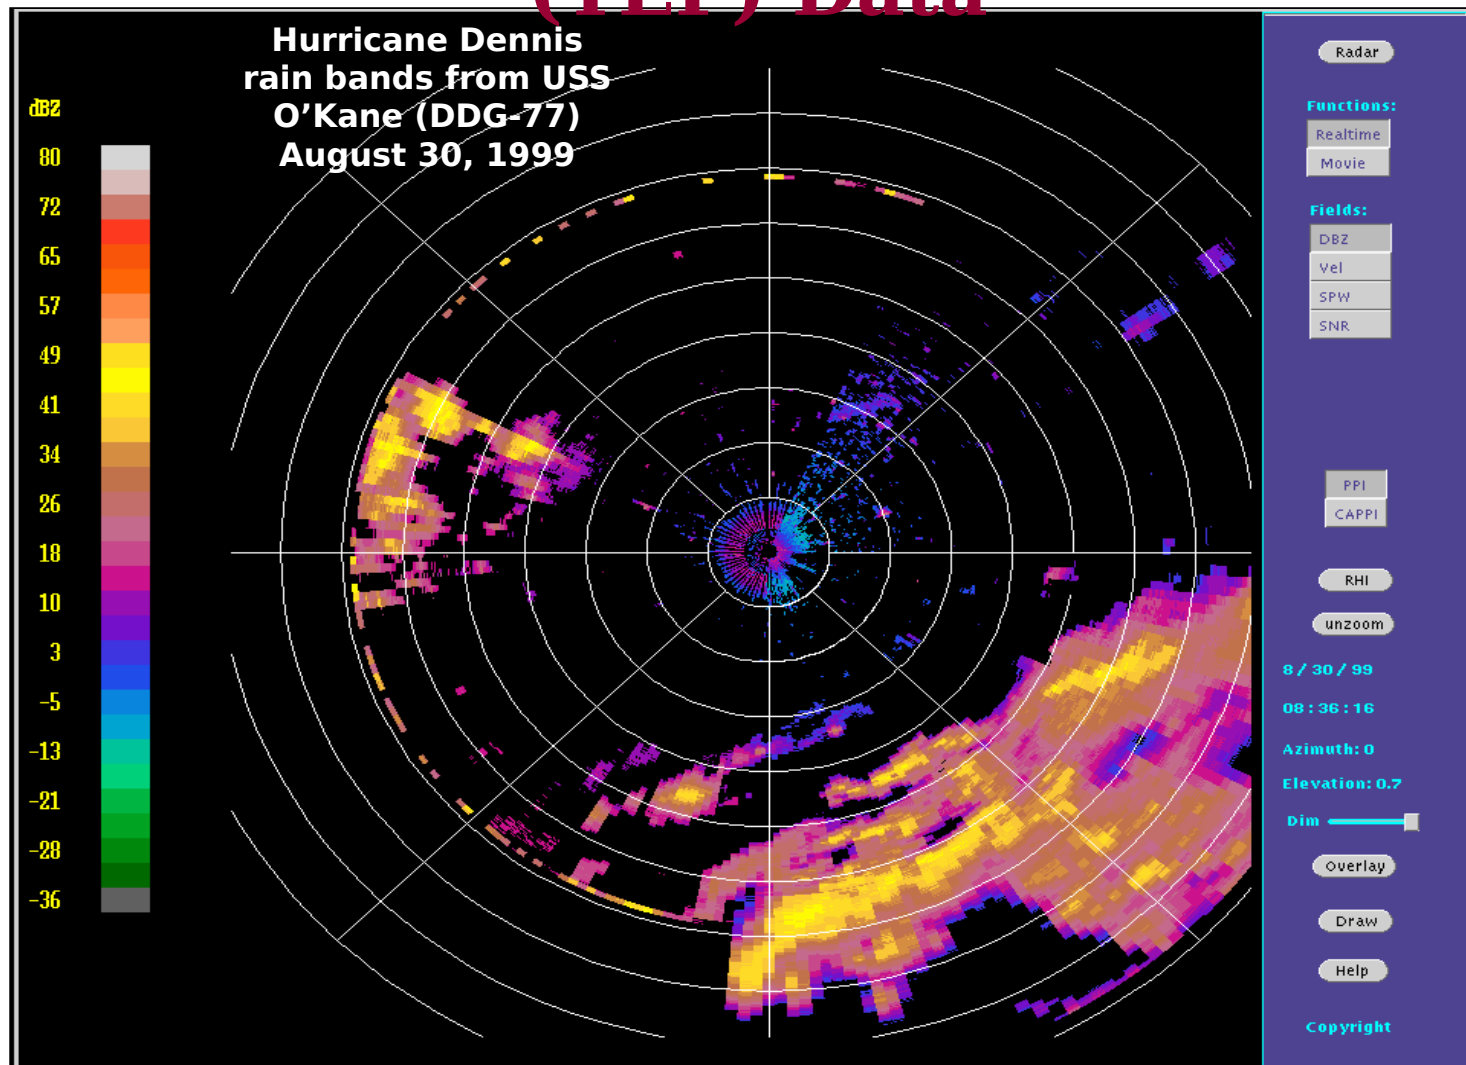 Hurricane Dennis
rain bands from USS
O’Kane (DDG-77)
August 30, 1999
80
72
65
57
49
41
34
26
18
10
3
-5
-13
-21
-28
-36
Radar
Functions:
Realtime
Movie
Fields:
DBZ
Vel
SPW
SNR
PPI
CAPPI
RHI
unzoom
8 / 30 / 99
08 : 36 : 16
Azimuth: 0
Elevation: 0.7
Dim
Overlay
Draw
Help
Copyright